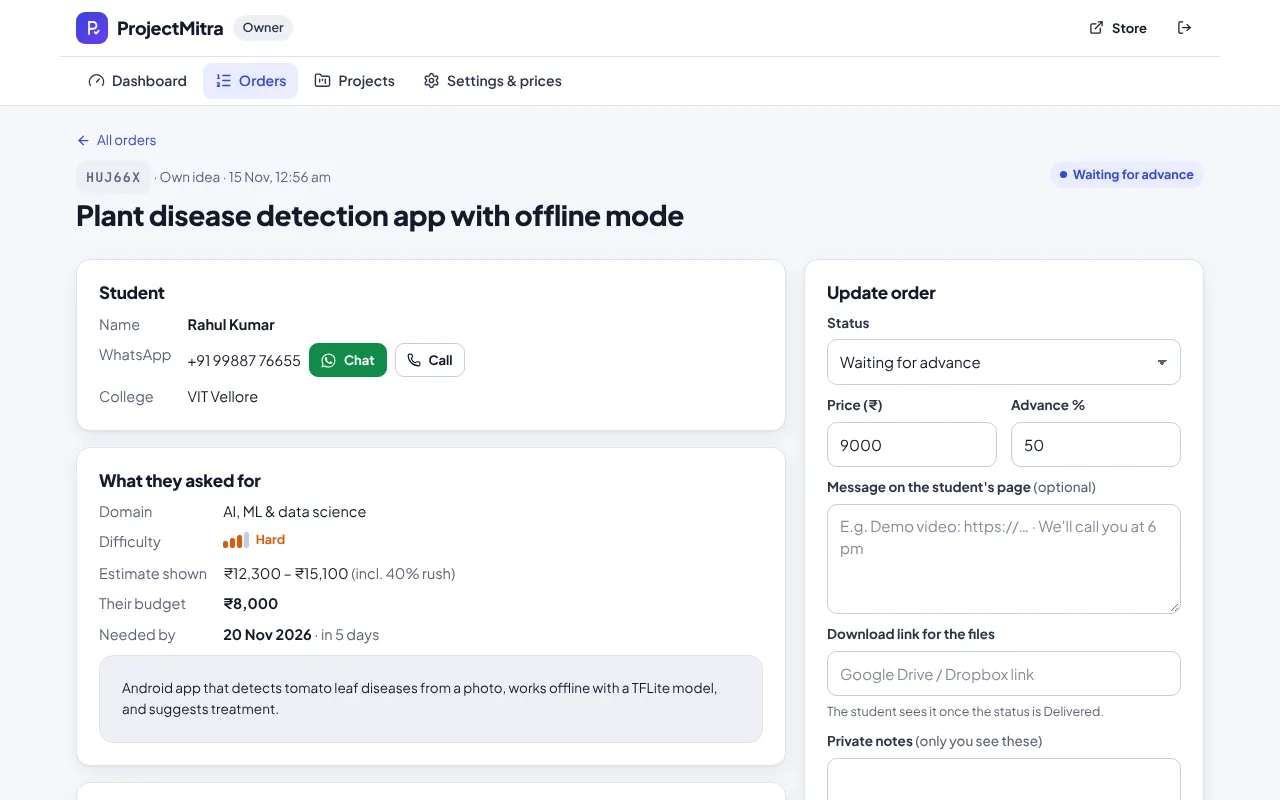 ProjectMitra Owner Store
Dashboard Orders Projects Settings & prices
All orders
HUJ66X · Own idea · 15 Nov, 12:56 am Waiting for advance
Plant disease detection app with offline mode
Student
Name Rahul Kumar
WhatsApp +91 99887 76655 Chat Call
College VIT Vellore
What they asked for
Domain AI, ML & data science
Difficulty Hard
Estimate shown ₹12,300 – ₹15,100 (incl. 40% rush)
Their budget ₹8,000
Needed by 20 Nov 2026 · in 5 days
Android app that detects tomato leaf diseases from a photo, works offline with a TFLite model,
and suggests treatment.
Update order
Status
Waiting for advance
Price (₹) Advance %
9000 50
Message on the student's page (optional)
E.g. Demo video: https://… · We'll call you at 6
pm
Download link for the files
Google Drive / Dropbox link
The student sees it once the status is Delivered.
Private notes (only you see these)